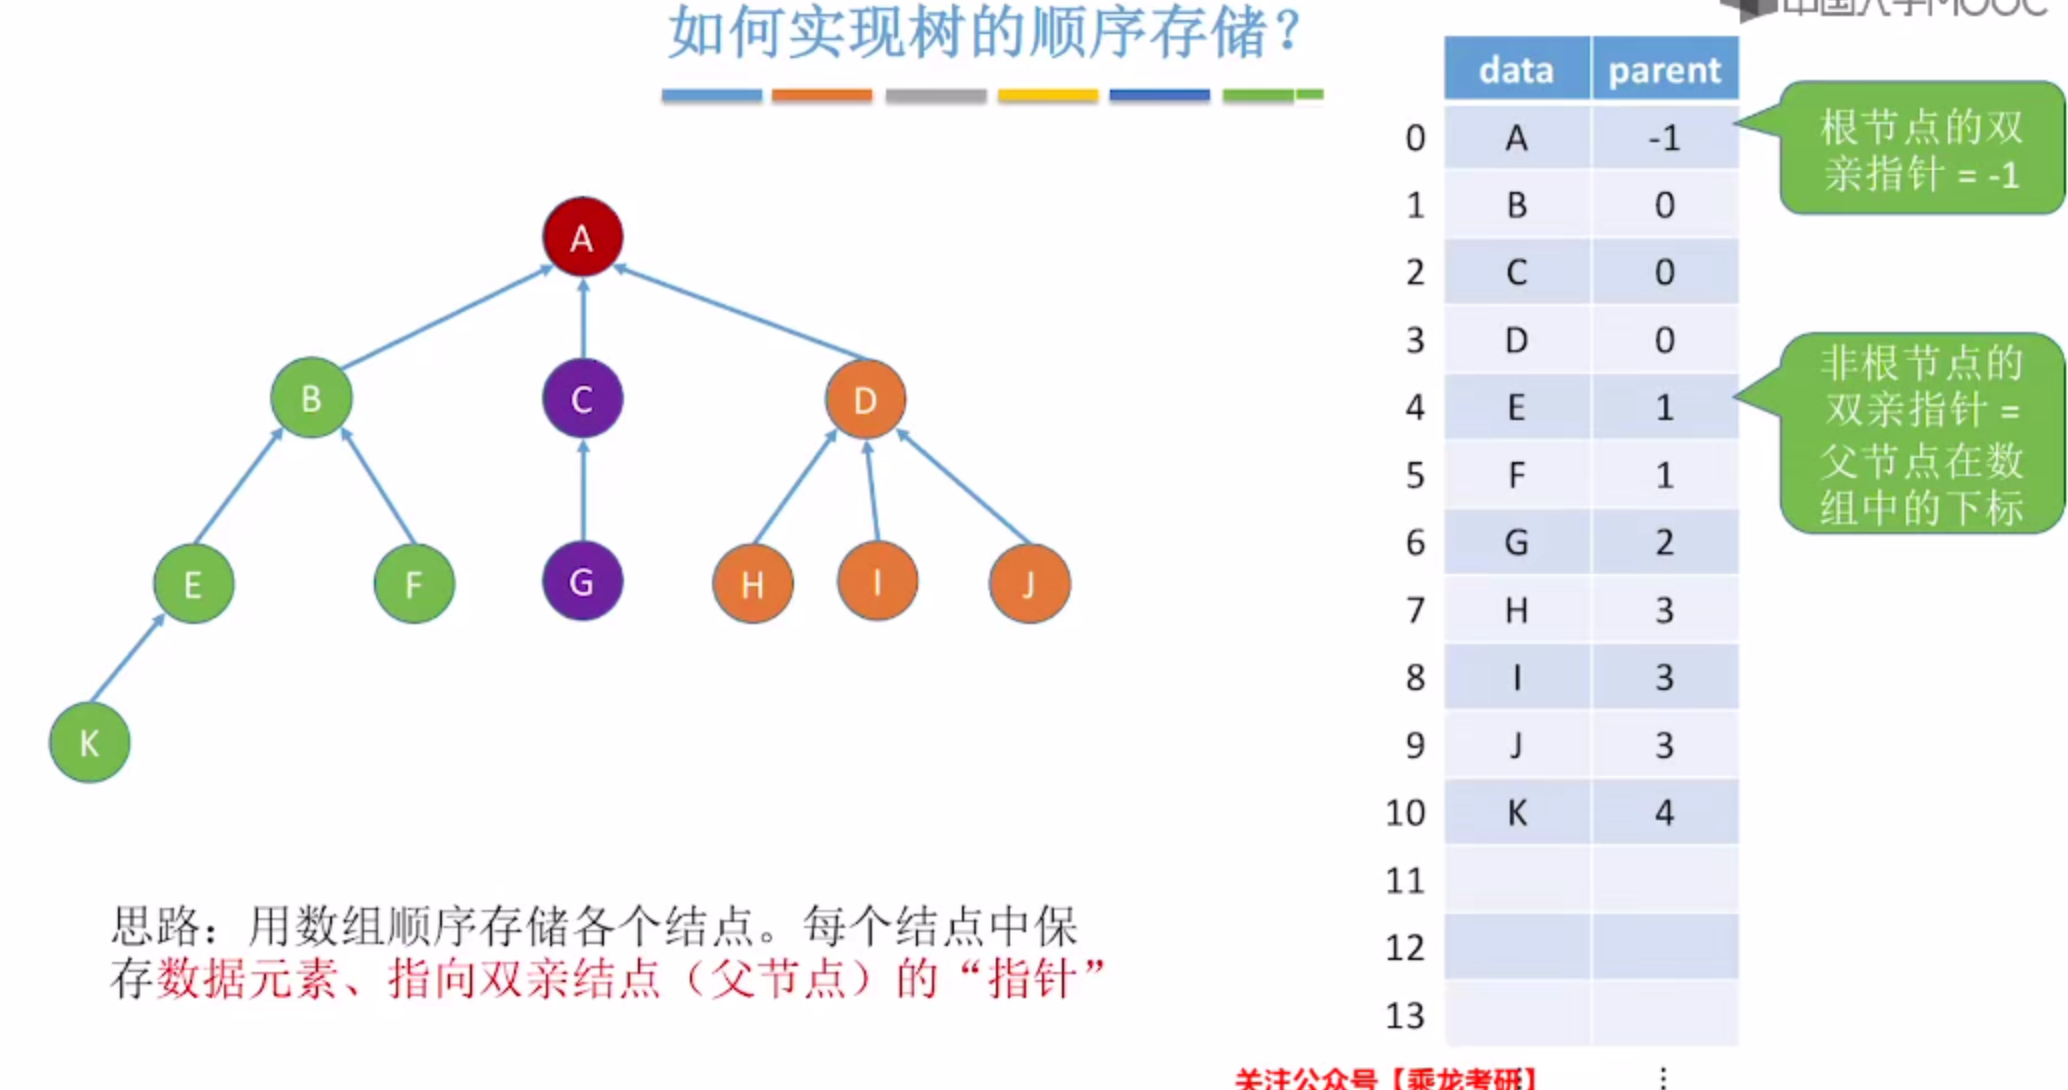 如何实现树的顺序存储?
中国大学MOOC
data parent
0 A -1
1 B 0
2 C 0
3 D 0
4 E 1
5 F 1
6 G 2
7 H 3
8 I 3
9 J 3
10 K 4
11
12
13
根节点的双
亲指针 = -1
非根节点的
双亲指针 =
父节点在数
组中的下标
A
B C D
E F G H I J
K
思路：用数组顺序存储各个结点。每个结点中保
存数据元素、指向双亲结点（父节点）的“指针”
关注公众号【乘龙考研】